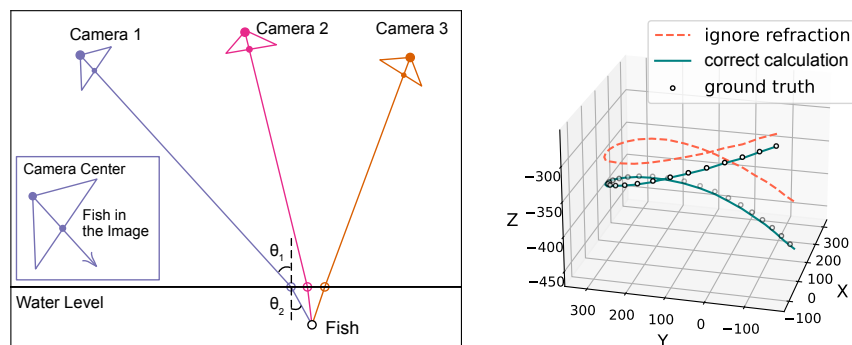 Camera 1
Camera 2
Camera 3
Camera Center
Fish in
the Image
θ1
θ2
Water Level
Fish
ignore refraction
correct calculation
ground truth
Z
−300
−350
−400
−450
300
200
100
0
−100
Y
300
200
100
0
−100
X